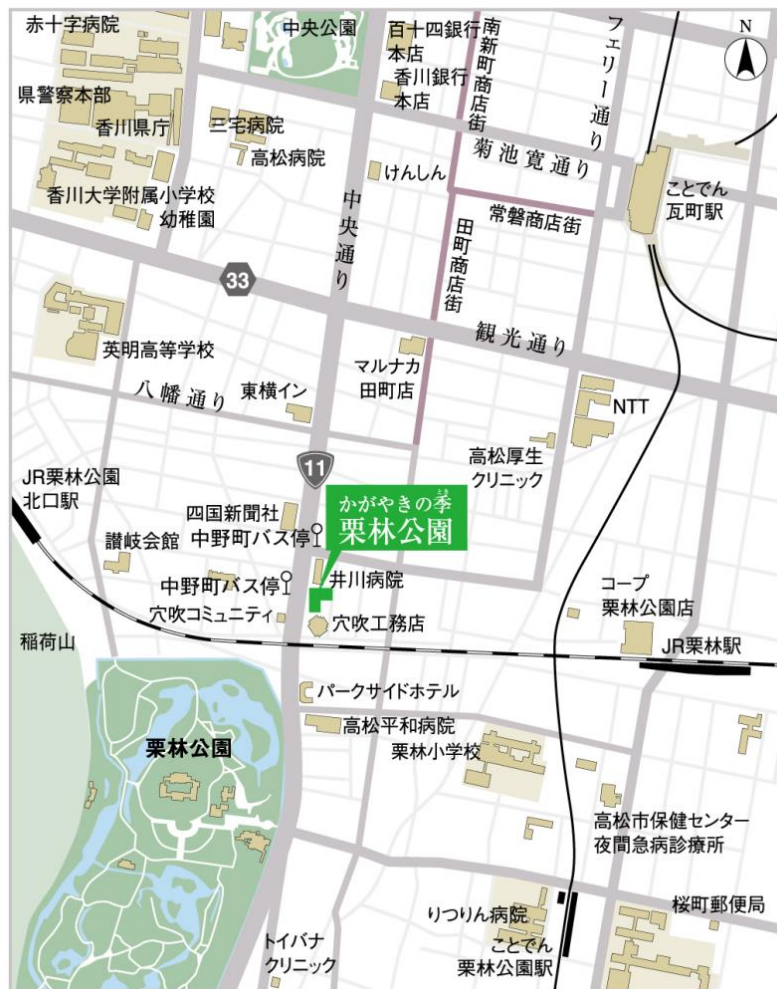 赤十字病院
中央公園
百十四銀行
本店
南新町商店街
フェリー通り
N
県警察本部
香川県庁
三宅病院
高松病院
香川銀行
本店
けんしん
菊池寛通り
ことでん
瓦町駅
香川大学附属小学校
幼稚園
中央通り
常磐商店街
田町商店街
33
英明高等学校
八幡通り
東横イン
マルナカ
田町店
観光通り
NTT
高松厚生
クリニック
11
JR栗林公園
北口駅
四国新聞社
讃岐会館
中野町バス停
かがやきの季
とき
栗林公園
中野町バス停
井川病院
穴吹コミュニティ
穴吹工務店
コープ
栗林公園店
JR栗林駅
稲荷山
パークサイドホテル
高松平和病院
栗林小学校
栗林公園
高松市保健センター
夜間急病診療所
りつりん病院
ことでん
栗林公園駅
桜町郵便局
トイバナ
クリニック